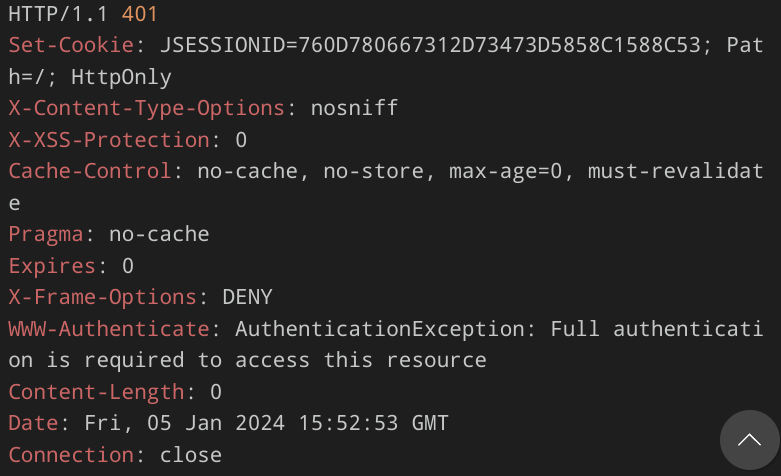 HTTP/1.1 401
Set-Cookie: JSESSIONID=760D780667312D73473D5858C1588C53; Pat
h=/; HttpOnly
X-Content-Type-Options: nosniff
X-XSS-Protection: 0
Cache-Control: no-cache, no-store, max-age=0, must-revalidat
e
Pragma: no-cache
Expires: 0
X-Frame-Options: DENY
WWW-Authenticate: AuthenticationException: Full authenticati
on is required to access this resource
Content-Length: 0
Date: Fri, 05 Jan 2024 15:52:53 GMT
Connection: close